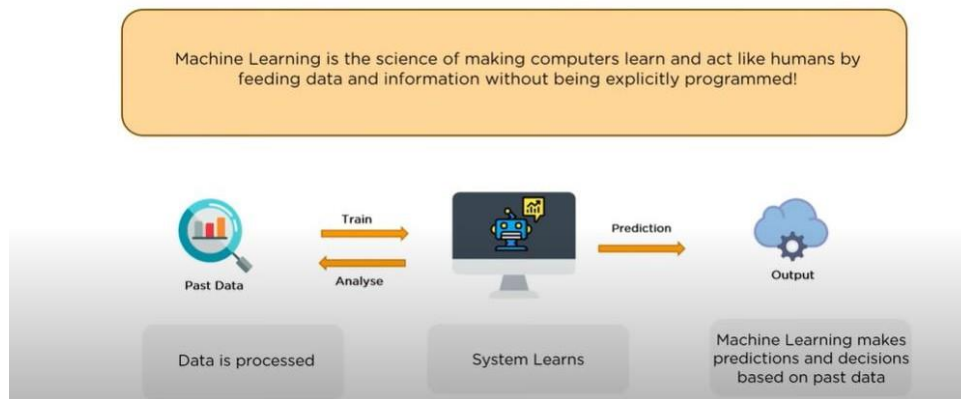 Machine Learning is the science of making computers learn and act like humans by
feeding data and information without being explicitly programmed!
Train
Prediction
Past Data
Analyse
Output
Data is processed
System Learns
Machine Learning makes
predictions and decisions
based on past data